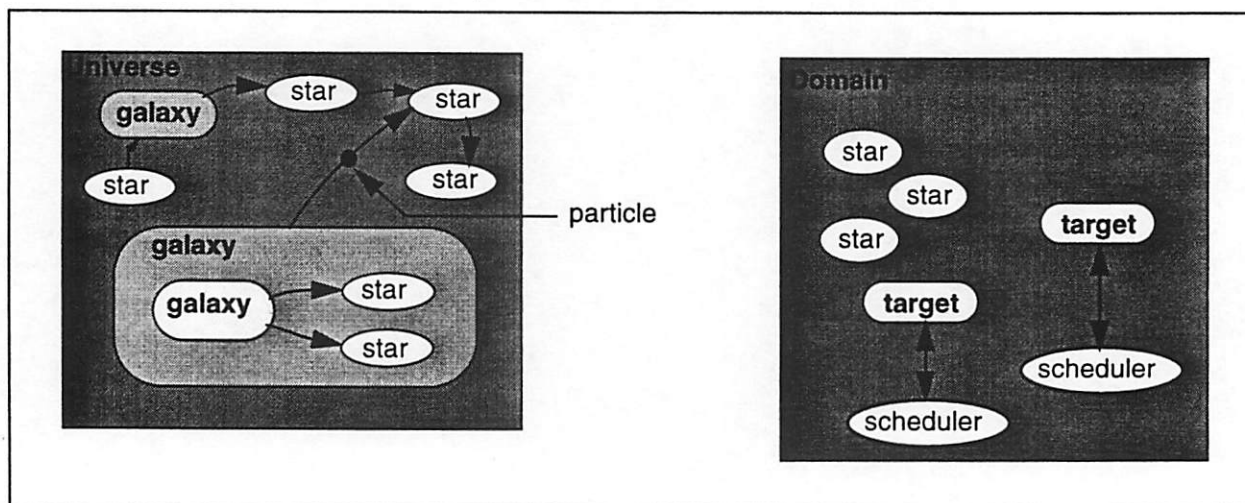 Universe
galaxy
star
star
star
star
particle
galaxy
galaxy
star
star
Domain
star
star
star
target
target
scheduler
scheduler